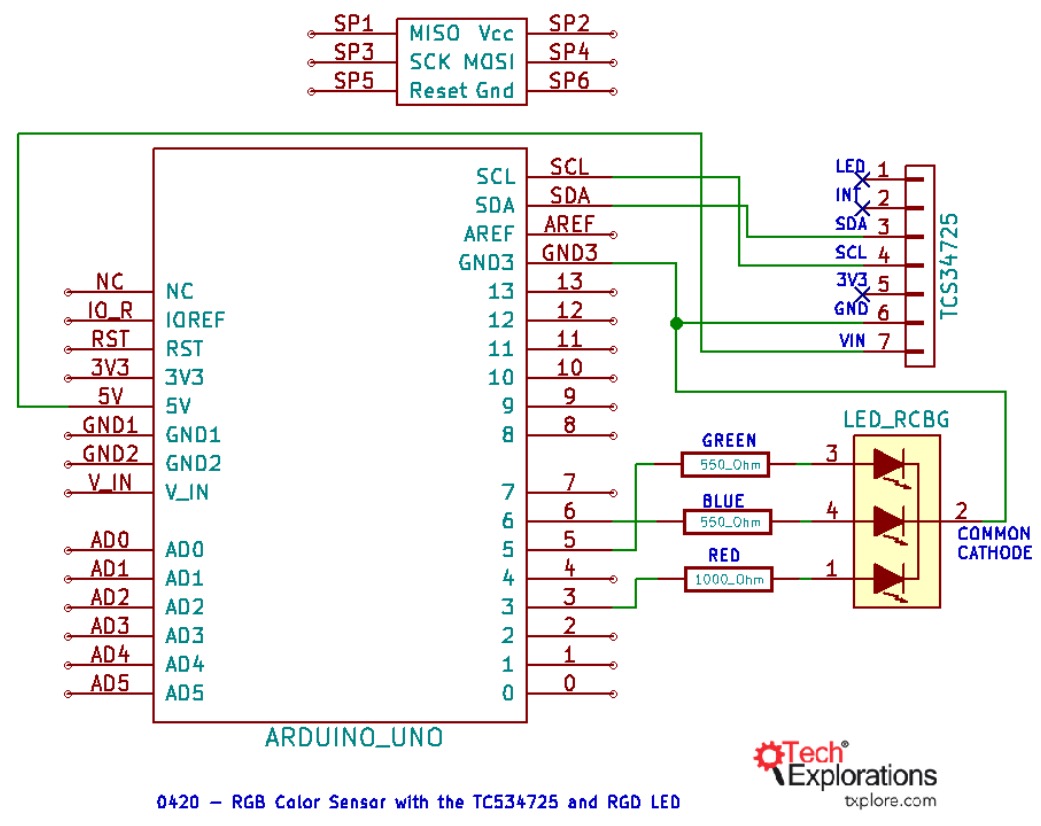 SP1 MISO Vcc SP2
SP3 SCK MOSI SP4
SP5 Reset Gnd SP6
SCL SCL
SDA SDA
AREF AREF
GND3 GND3
NC NC 13 13
IO_R IOREF 12 12
RST RST 11 11
3V3 3V3 10 10
5V 5V 9 9
GND1 GND1 8 8
GND2 GND2
V_IN V_IN 7 7
6 6
AD0 AD0 5 5
AD1 AD1 4 4
AD2 AD2 3 3
AD3 AD3 2 2
AD4 AD4 1 1
AD5 AD5 0 0
ARDUINO_UNO
LED 1
INT 2
SDA 3
SCL 4
3V3 5
GND 6
VIN 7
TCS34725
LED_RCBG
GREEN
550_Ohm 3
BLUE
550_Ohm 4 2
RED
1000_Ohm 1
COMMON
CATHODE
Tech®
Explorations
txplore.com
0420 - RGB Color Sensor with the TCS34725 and RGD LED